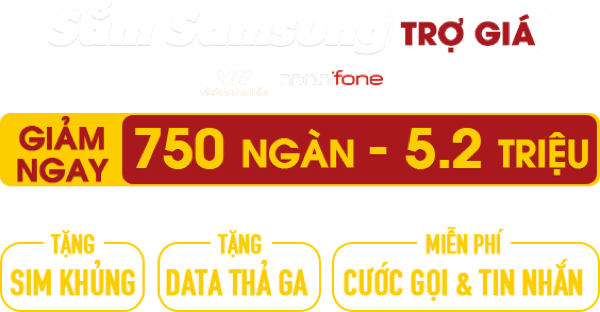 Sắm Samsung TRỢ GIÁ
vietnamobile mobifone
GIẢM NGAY
750 NGÀN - 5.2 TRIỆU
TẶNG
SIM KHỦNG
TẶNG
DATA THẢ GA
MIỄN PHÍ
CƯỚC GỌI & TIN NHẮN